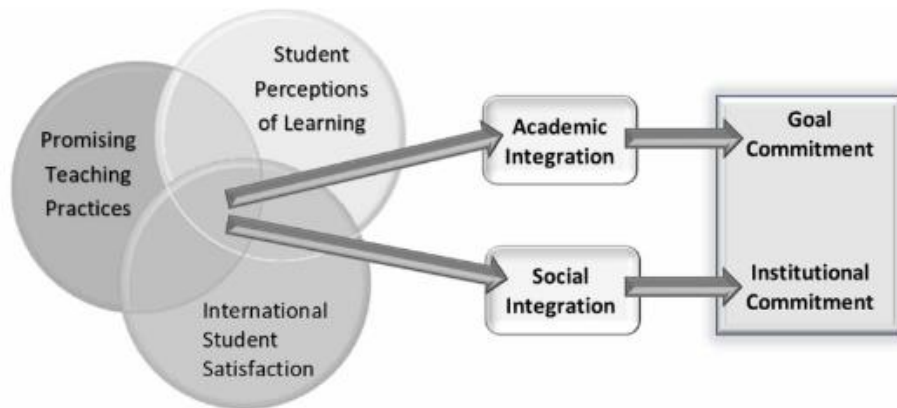 Student
Perceptions
of Learning
Promising
Teaching
Practices
International
Student
Satisfaction
Academic
Integration
Social
Integration
Goal
Commitment
Institutional
Commitment